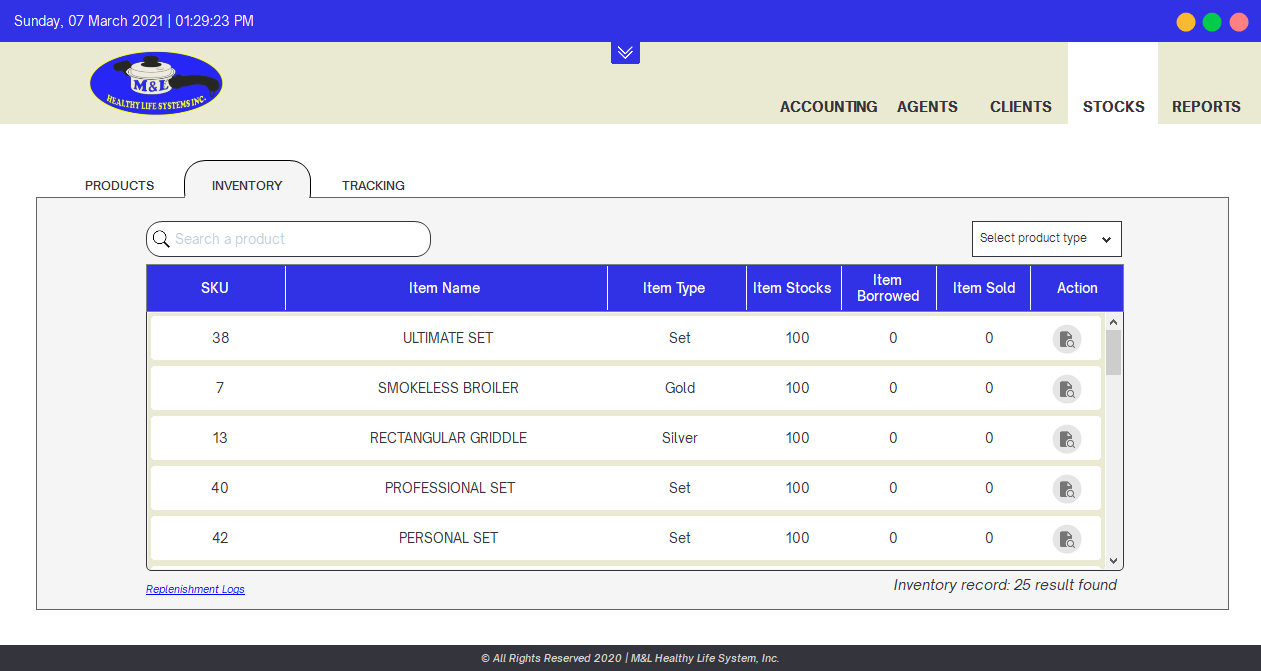 Sunday, 07 March 2021 | 01:29:23 PM
M&L
HEALTHY LIFE SYSTEMS INC.
ACCOUNTING AGENTS CLIENTS STOCKS REPORTS
PRODUCTS INVENTORY TRACKING
Search a product
Select product type
SKU Item Name Item Type Item Stocks Item Borrowed Item Sold Action
38 ULTIMATE SET Set 100 0 0
7 SMOKELESS BROILER Gold 100 0 0
13 RECTANGULAR GRIDDLE Silver 100 0 0
40 PROFESSIONAL SET Set 100 0 0
42 PERSONAL SET Set 100 0 0
Replenishment Logs
Inventory record: 25 result found
© All Rights Reserved 2020 | M&L Healthy Life System, Inc.